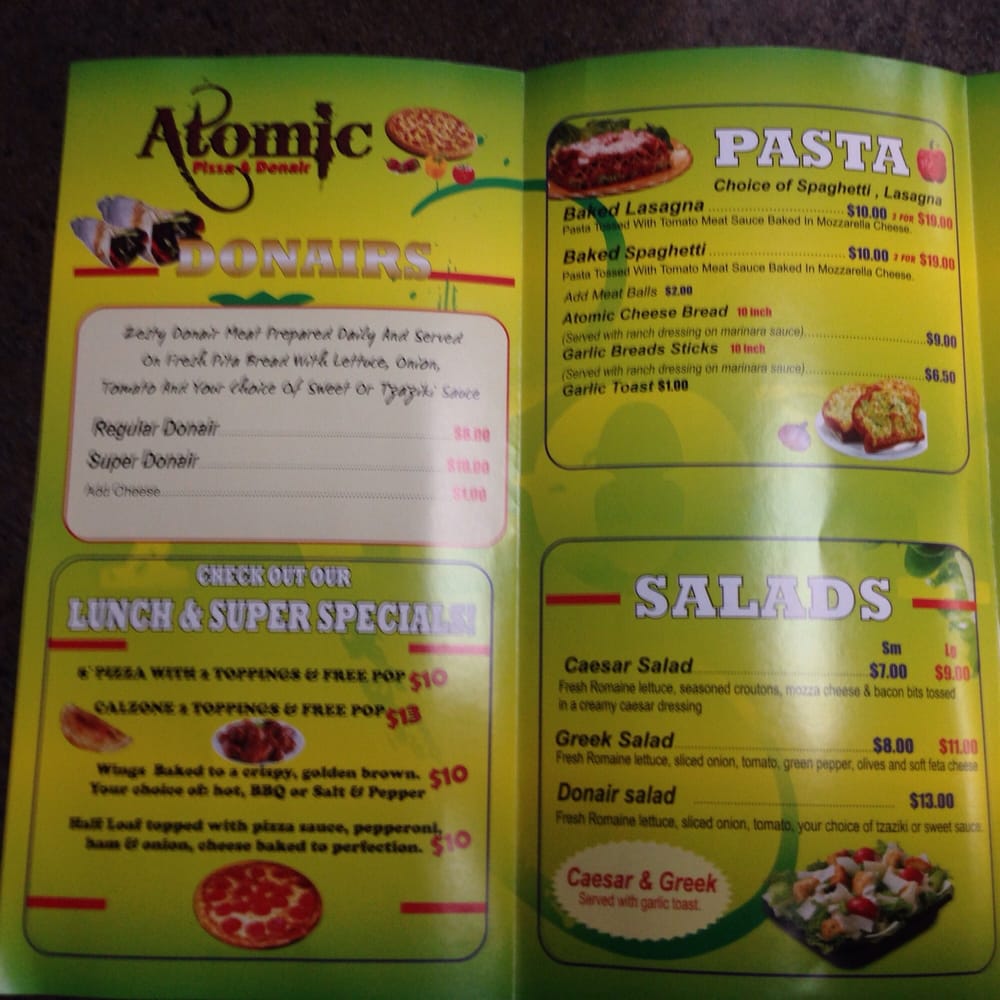 Atomic
Pizza & Donair
DONAIRS
Zesty Donair Meat Prepared Daily And Served
On Fresh Pita Bread With Lettuce, Onion,
Tomato And Your Choice Of Sweet Or Tzaziki Sauce
Regular Donair $8.00
Super Donair $10.00
Add Cheese $1.00
CHECK OUT OUR
LUNCH & SUPER SPECIALS!
PIZZA WITH 2 TOPPINGS & FREE POP $10
CALZONE 2 TOPPINGS & FREE POP $13
Wings Baked to a crispy, golden brown. $10
Your choice of: hot, BBQ or Salt & Pepper
Half Loaf topped with pizza sauce, pepperoni,
ham & onion, cheese baked to perfection. $10
PASTA
Choice of Spaghetti , Lasagna
Baked Lasagna $10.00 2 FOR $19.00
Pasta Tossed With Tomato Meat Sauce Baked In Mozzarella Cheese.
Baked Spaghetti $10.00 2 FOR $19.00
Pasta Tossed With Tomato Meat Sauce Baked In Mozzarella Cheese.
Add Meat Balls $2.00
Atomic Cheese Bread 10 inch
(Served with ranch dressing on marinara sauce) $9.00
Garlic Breads Sticks 10 inch
(Served with ranch dressing on marinara sauce) $6.50
Garlic Toast $1.00
SALADS
Sm Lg
Caesar Salad $7.00 $9.00
Fresh Romaine lettuce, seasoned croutons, mozza cheese & bacon bits tossed
in a creamy caesar dressing
Greek Salad $8.00 $11.00
Fresh Romaine lettuce, sliced onion, tomato, green pepper, olives and soft feta cheese
Donair salad $13.00
Fresh Romaine lettuce, sliced onion, tomato, your choice of tzaziki or sweet sauce.
Caesar & Greek
Served with garlic toast.